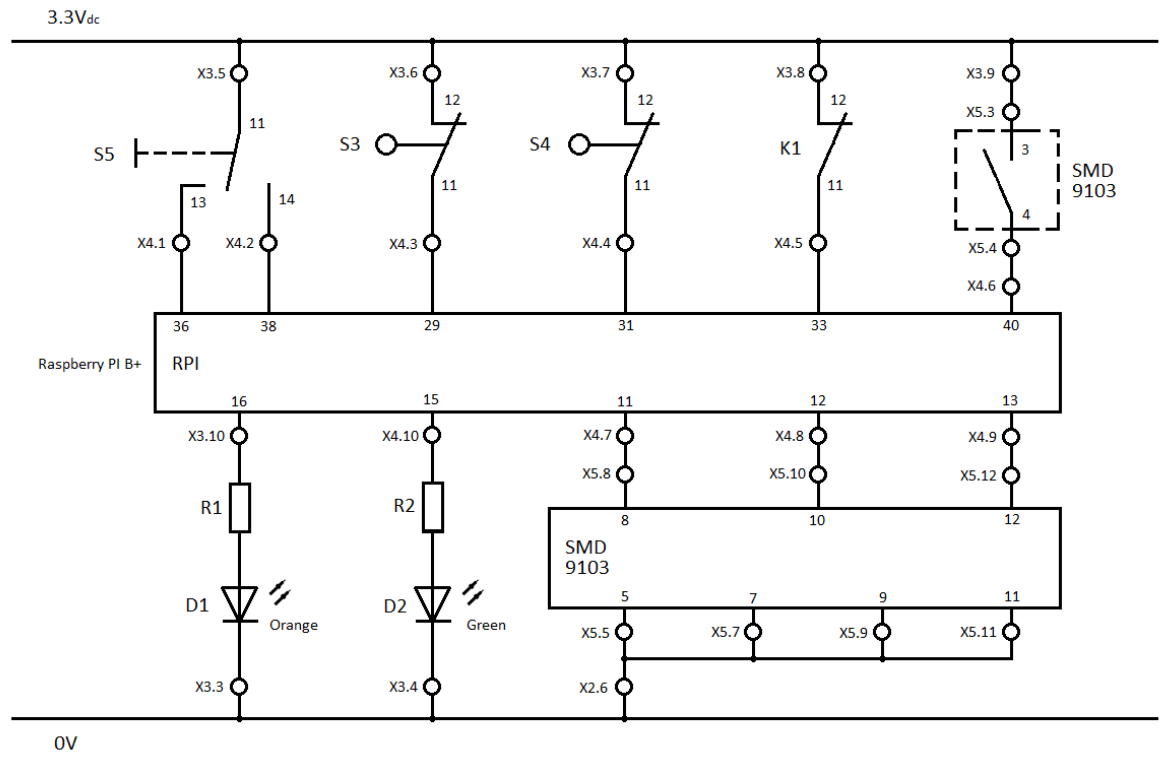 3.3Vdc
X3.5 X3.6 X3.7 X3.8 X3.9
12 12 12 X5.3
11
S5 S3 S4 K1 3 SMD
9103
11 11 11
13 14 4
X4.1 X4.2 X4.3 X4.4 X4.5 X5.4
X4.6
36 38 29 31 33 40
Raspberry PI B+ RPI
16 15 11 12 13
X3.10 X4.10 X4.7 X4.8 X4.9
X5.8 X5.10 X5.12
R1 R2
8 10 12
SMD
9103
D1 D2 5 7 9 11
Orange Green
X5.5 X5.7 X5.9 X5.11
X3.3 X3.4 X2.6
0V